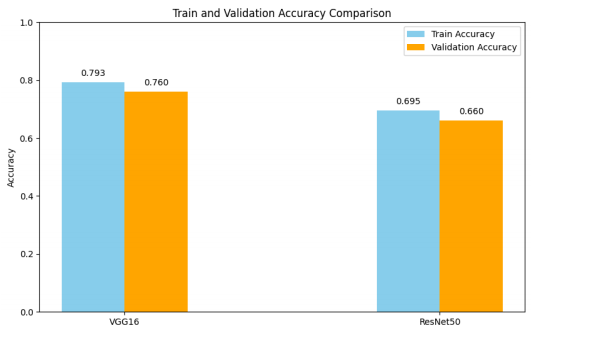 Train and Validation Accuracy Comparison
1.0
Train Accuracy
Validation Accuracy
0.793
0.760
0.8
0.695
0.660
0.6
Accuracy
0.4
0.2
0.0
VGG16
ResNet50